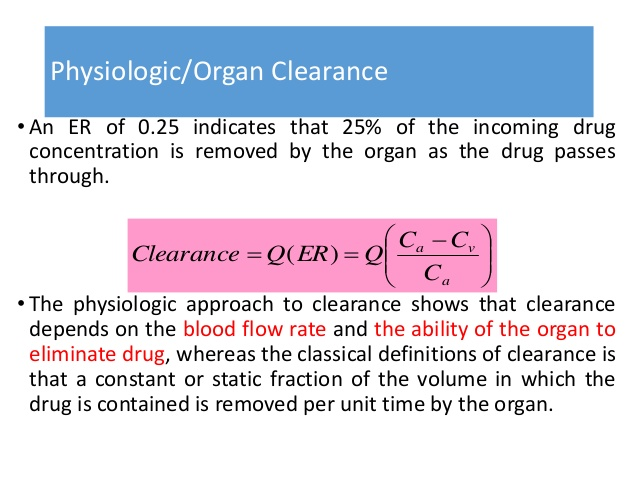 Physiologic/Organ Clearance
• An ER of 0.25 indicates that 25% of the incoming drug
concentration is removed by the organ as the drug passes
through.
Clearance = Q(ER) = Q((C_a − C_v) / C_a)
• The physiologic approach to clearance shows that clearance
depends on the blood flow rate and the ability of the organ to
eliminate drug, whereas the classical definitions of clearance is
that a constant or static fraction of the volume in which the
drug is contained is removed per unit time by the organ.